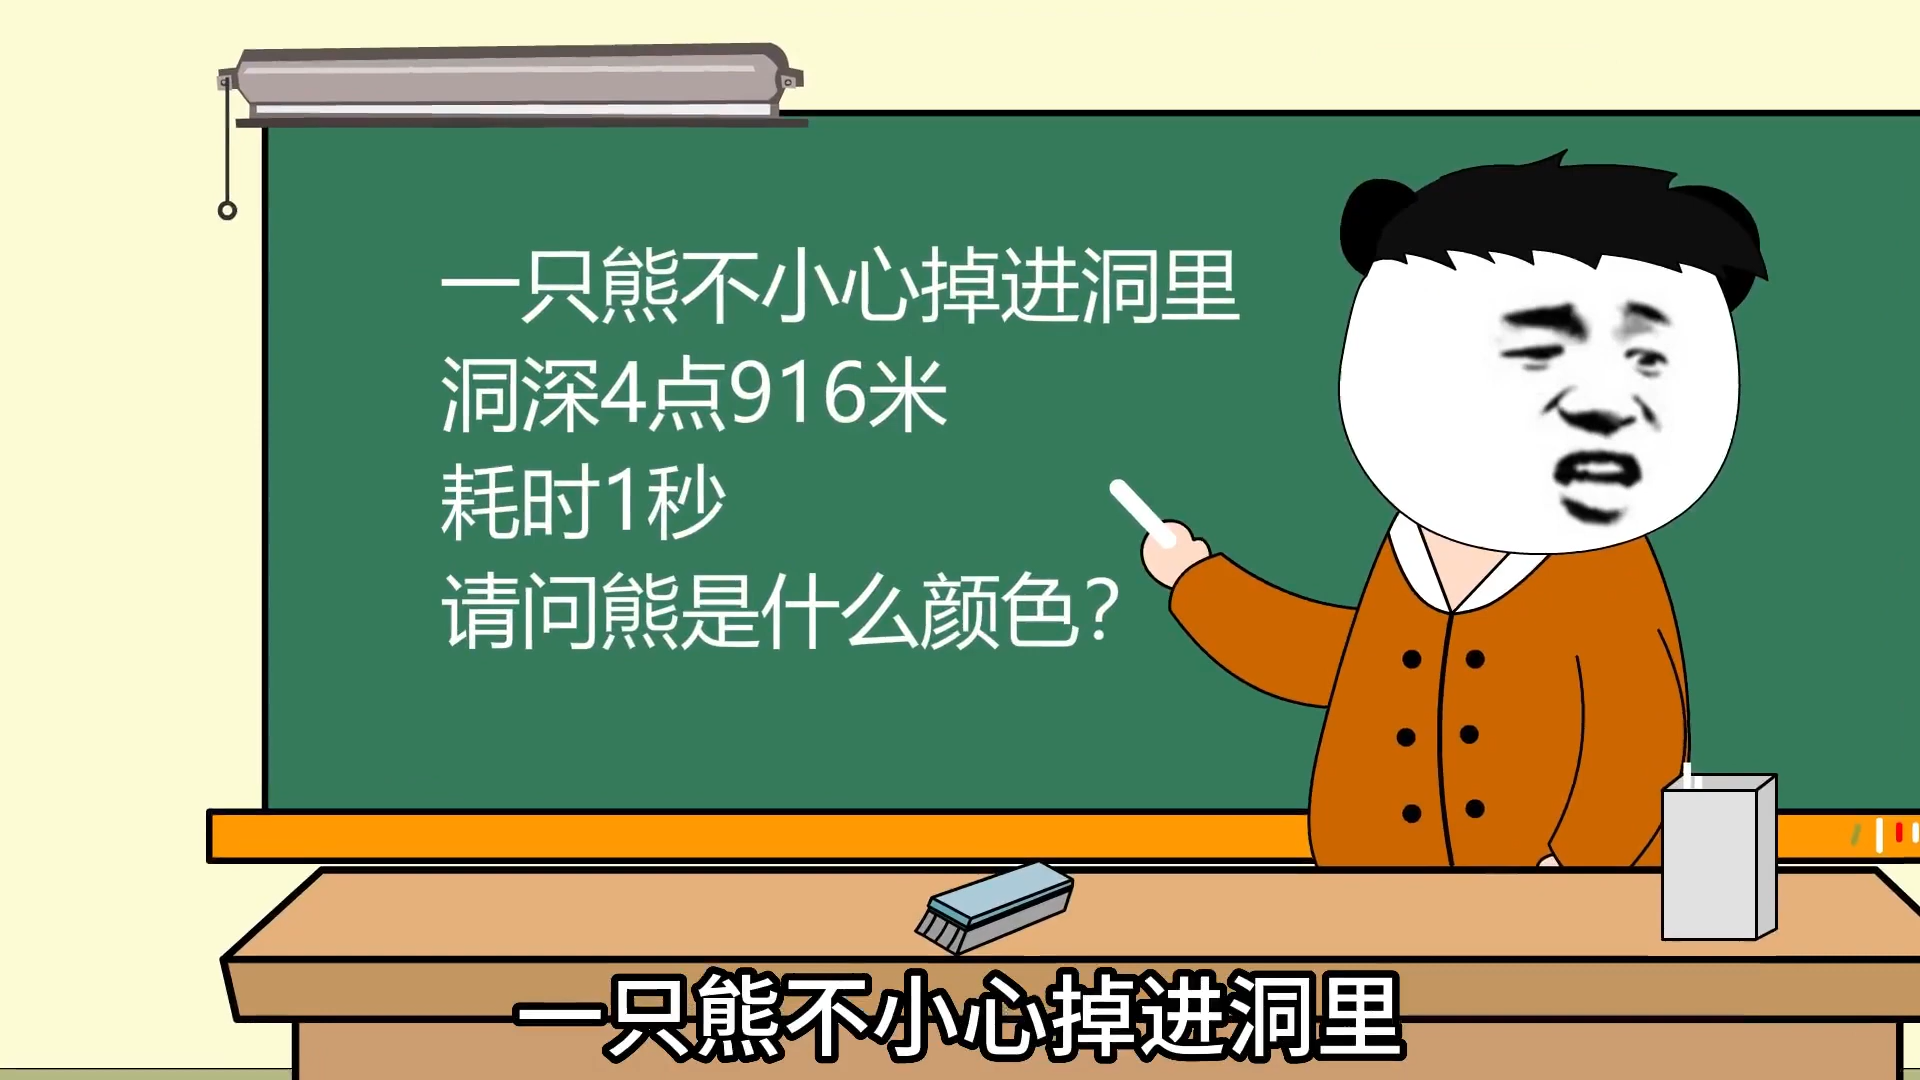 一只熊不小心掉进洞里
洞深4点916米
耗时1秒
请问熊是什么颜色？
一只熊不小心掉进洞里